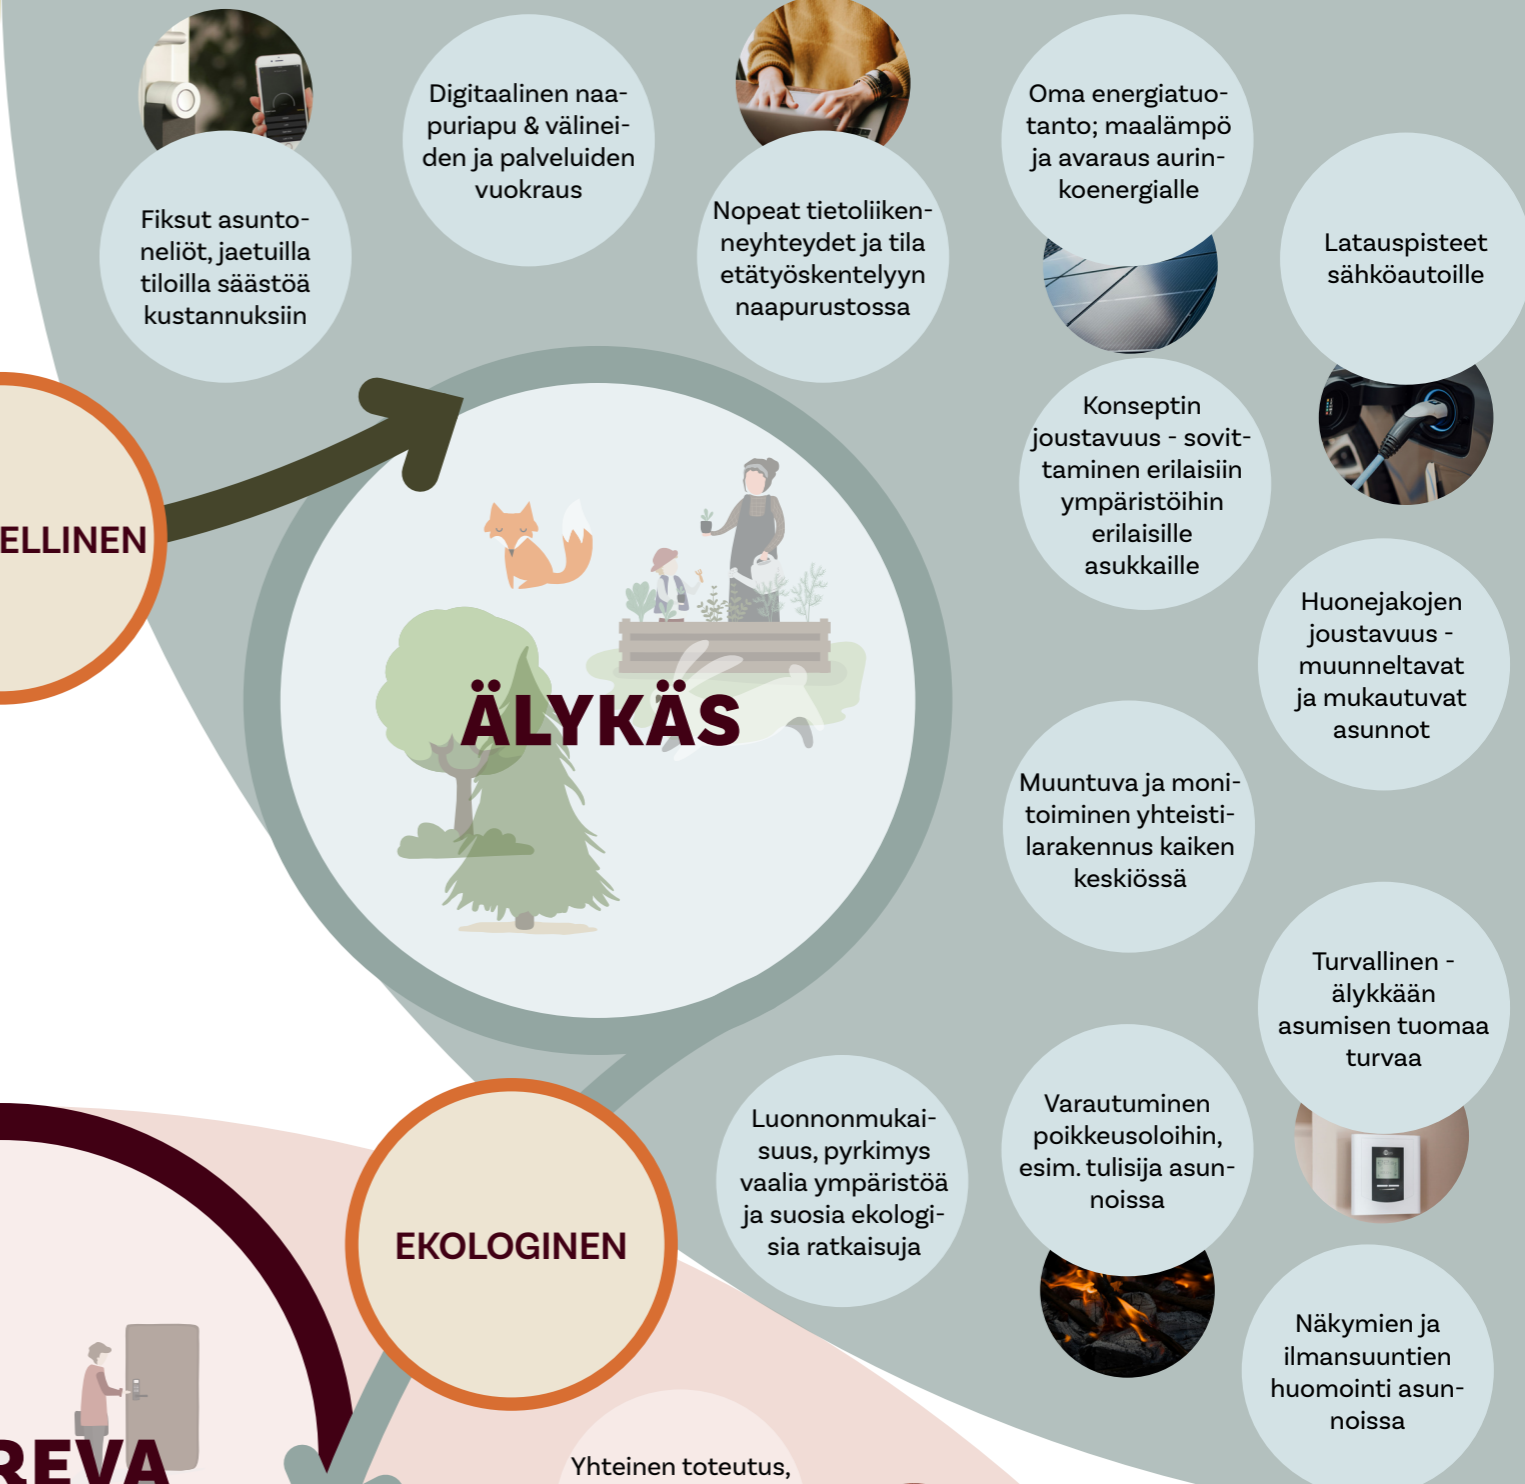 Fiksut asunto-
neliöt, jaetuilla
tiloilla säästöä
kustannuksiin
Digitaalinen naa-
puriapu & välinei-
den ja palveluiden
vuokraus
Nopeat tietoliiken-
neyhteydet ja tila
etätyöskentelyyn
naapurustossa
Oma energiatuo-
tanto; maalämpö
ja avaraus aurin-
koenergialle
Latauspisteet
sähköautoille
Konseptin
joustavuus - sovit-
taminen erilaisiin
ympäristöihin
erilaisille
asukkaille
ELLINEN
ÄLYKÄS
Huonejakojen
joustavuus -
muunneltavat
ja mukautuvat
asunnot
Muuntuva ja moni-
toiminen yhteisti-
larakennus kaiken
keskiössä
Turvallinen -
älykkään
asumisen tuomaa
turvaa
Varautuminen
poikkeusoloihin,
esim. tulisija asun-
noissa
Luonnonmukai-
suus, pyrkimys
vaalia ympäristöä
ja suosia ekologi-
sia ratkaisuja
EKOLOGINEN
Näkymien ja
ilmansuuntien
huomointi asun-
noissa
REVA
Yhteinen toteutus,